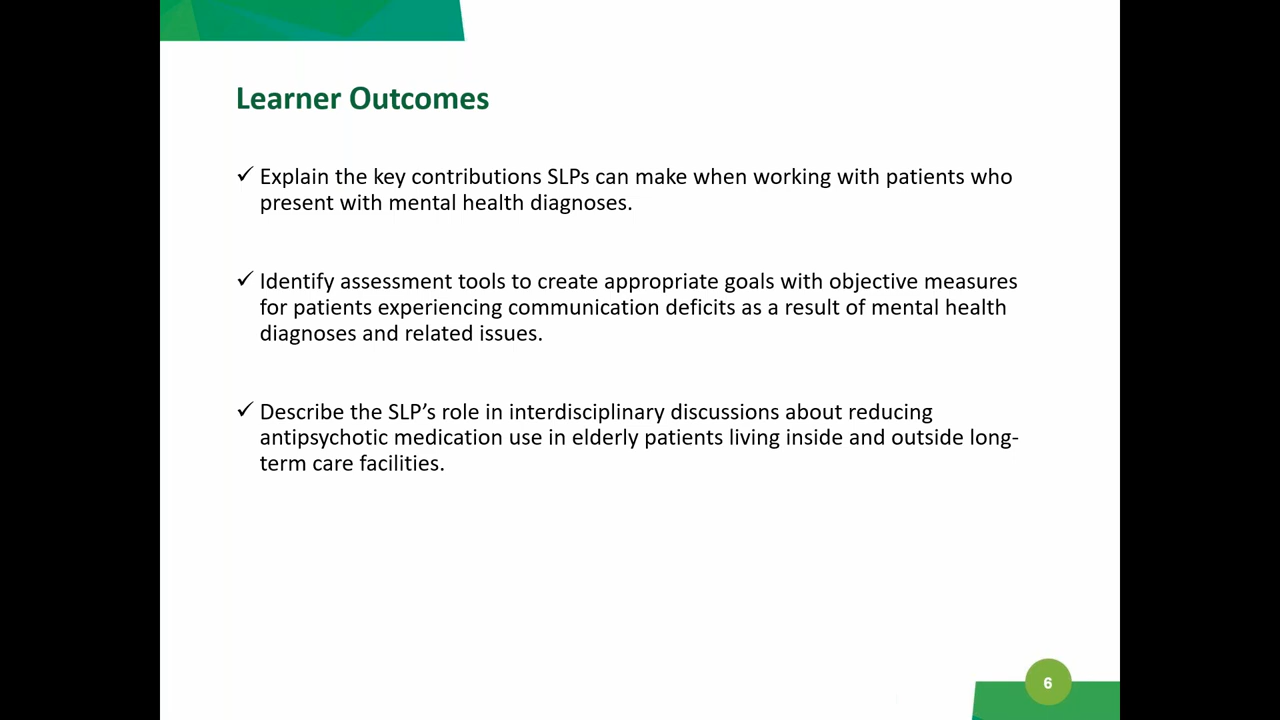 Learner Outcomes
✓ Explain the key contributions SLPs can make when working with patients who
present with mental health diagnoses.
✓ Identify assessment tools to create appropriate goals with objective measures
for patients experiencing communication deficits as a result of mental health
diagnoses and related issues.
✓ Describe the SLP’s role in interdisciplinary discussions about reducing
antipsychotic medication use in elderly patients living inside and outside long-
term care facilities.
6